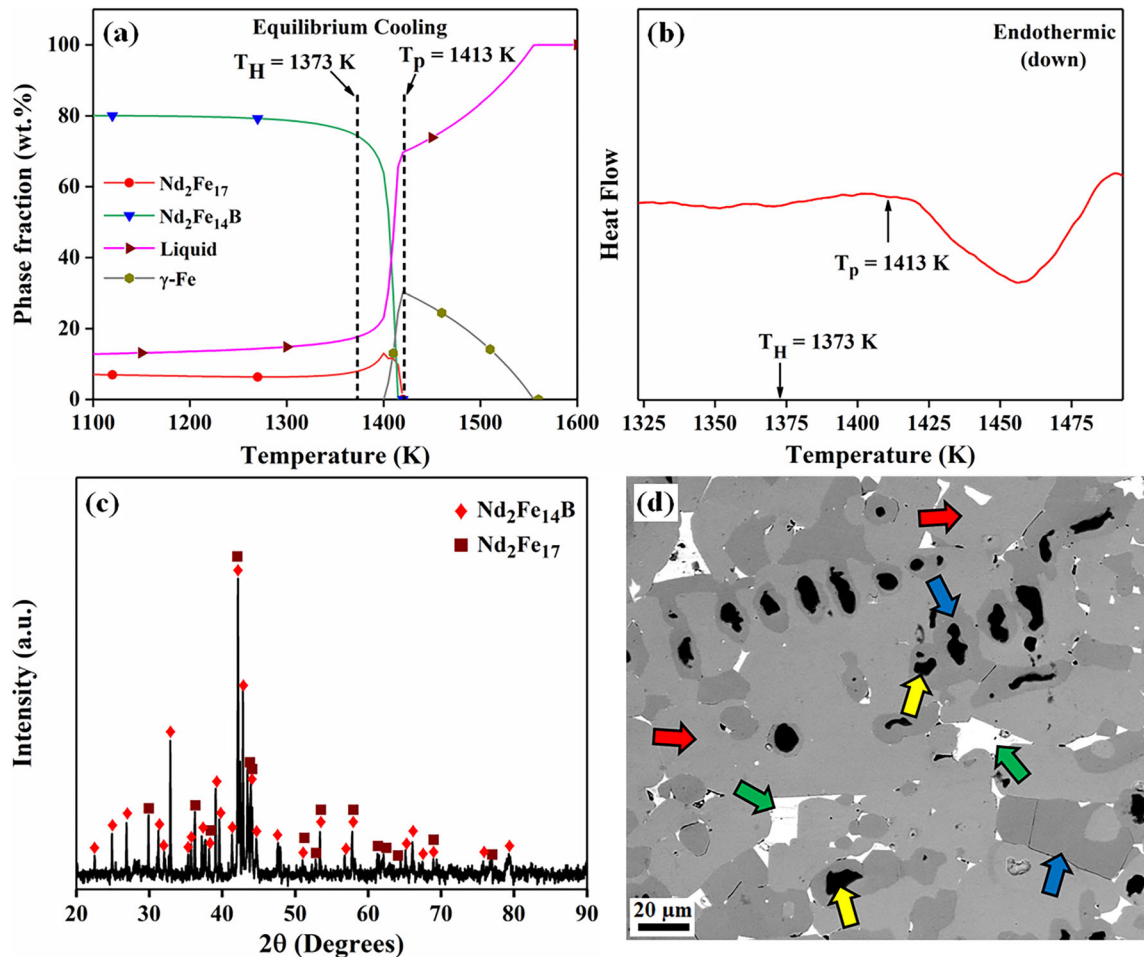 (a)
Equilibrium Cooling
T_H = 1373 K
T_p = 1413 K
Phase fraction (wt.%)
100
80
60
40
20
0
Nd₂Fe₁₇
Nd₂Fe₁₄B
Liquid
γ-Fe
1100 1200 1300 1400 1500 1600
Temperature (K)
(b)
Endothermic
(down)
Heat Flow
T_p = 1413 K
T_H = 1373 K
1325 1350 1375 1400 1425 1450 1475
Temperature (K)
(c)
Nd₂Fe₁₄B
Nd₂Fe₁₇
Intensity (a.u.)
20 30 40 50 60 70 80 90
2θ (Degrees)
(d)
20 µm